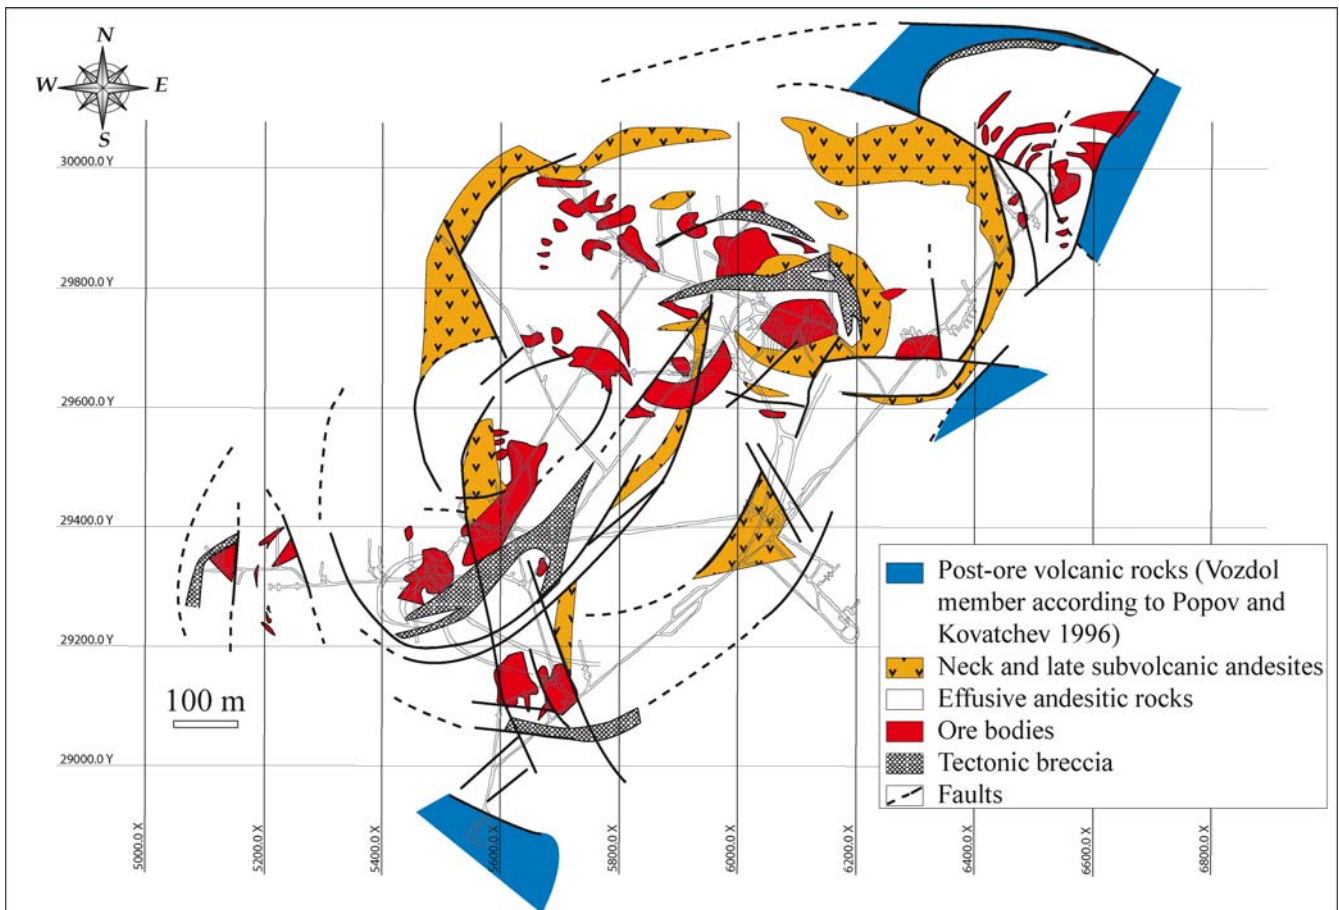 N
W E
S
30000.0 Y
29800.0 Y
29600.0 Y
29400.0 Y
29200.0 Y
29000.0 Y
100 m
5000.0 X
5200.0 X
5400.0 X
5600.0 X
5800.0 X
6000.0 X
6200.0 X
6400.0 X
6600.0 X
6800.0 X
Post-ore volcanic rocks (Vozdol
member according to Popov and
Kovatchev 1996)
Neck and late subvolcanic andesites
Effusive andesitic rocks
Ore bodies
Tectonic breccia
Faults